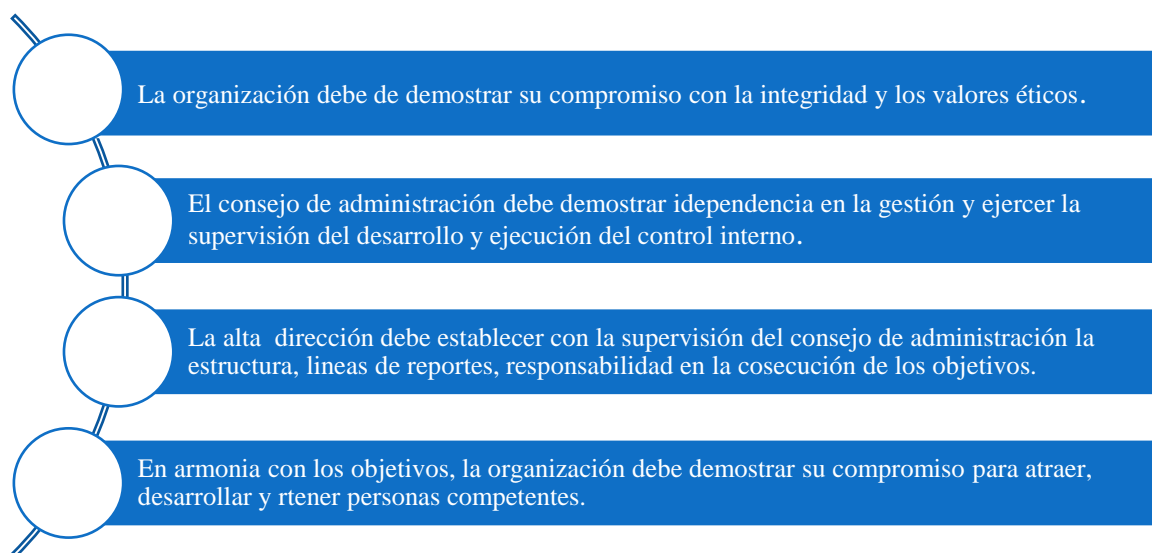 La organización debe de demostrar su compromiso con la integridad y los valores éticos.
El consejo de administración debe demostrar idependencia en la gestión y ejercer la
supervisión del desarrollo y ejecución del control interno.
La alta  dirección debe establecer con la supervisión del consejo de administración la
estructura, lineas de reportes, responsabilidad en la cosecución de los objetivos.
En armonia con los objetivos, la organización debe demostrar su compromiso para atraer,
desarrollar y rtener personas competentes.